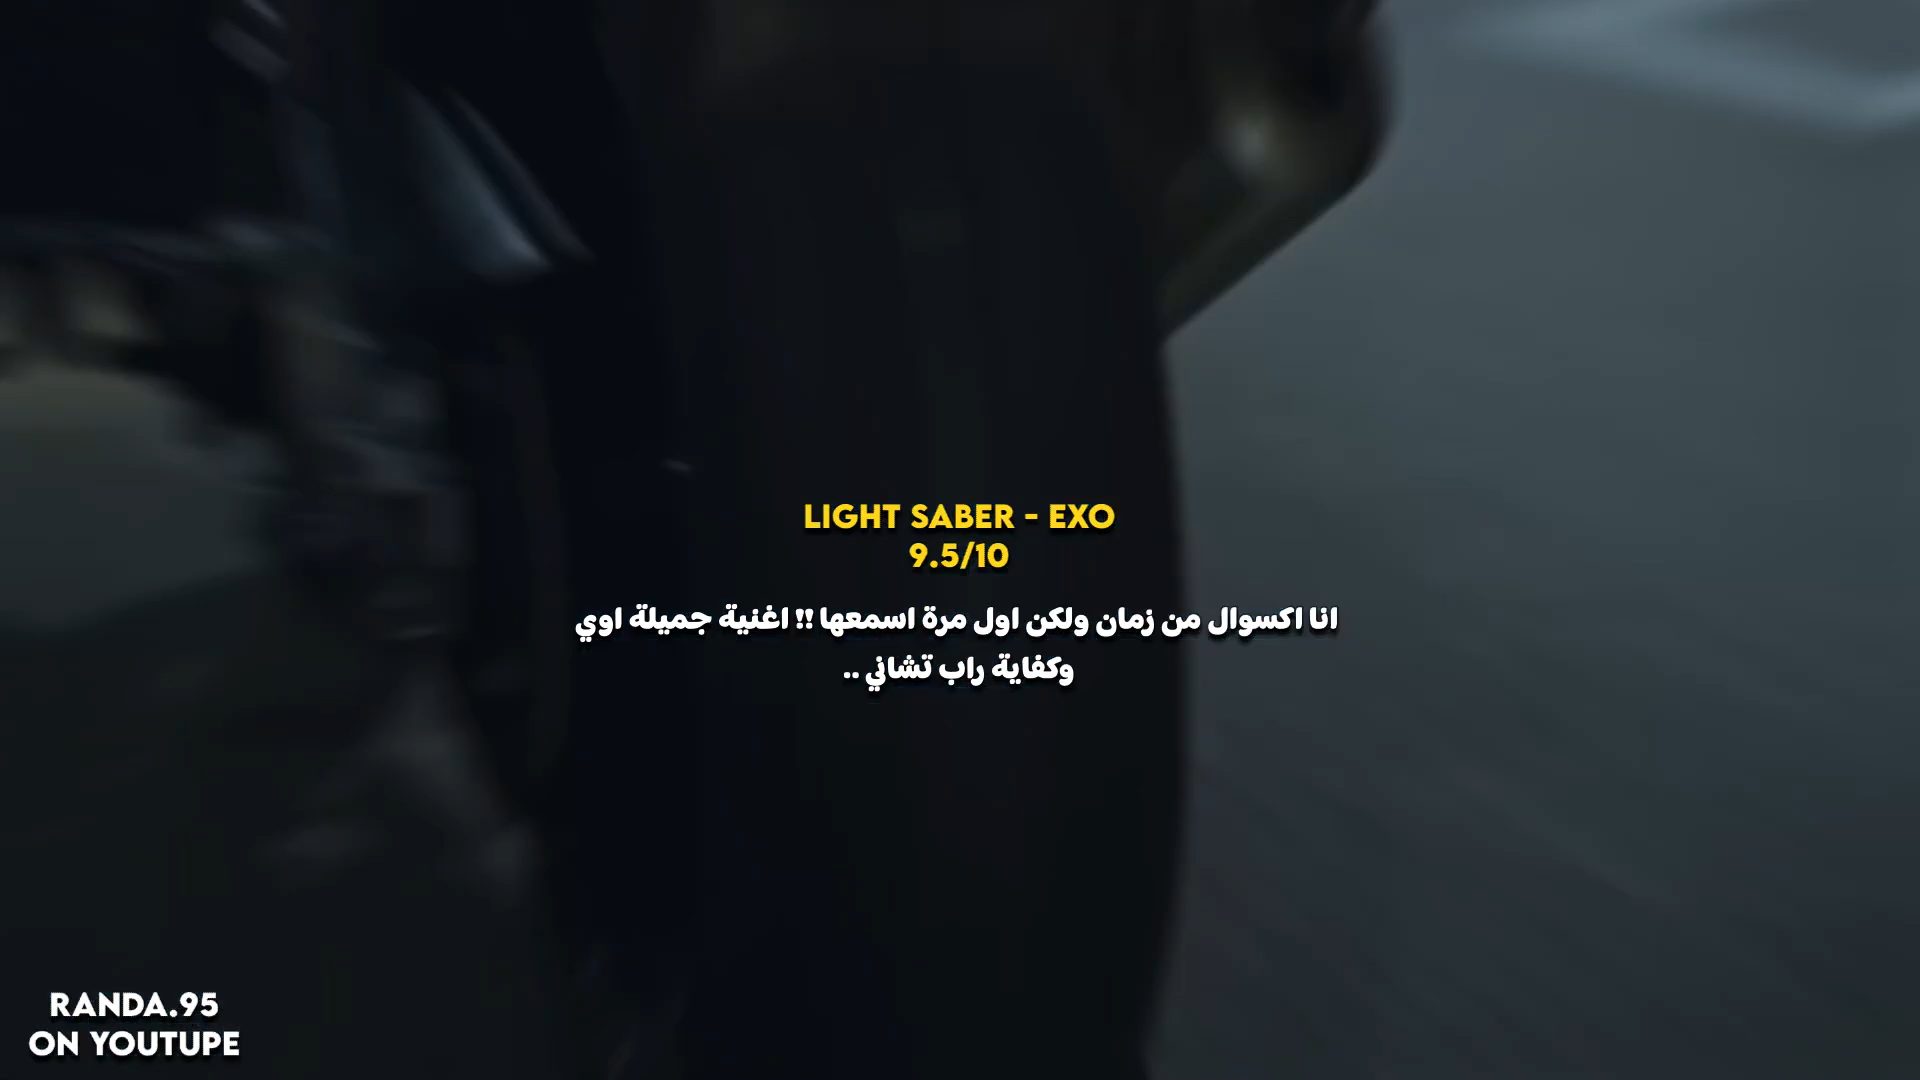 LIGHT SABER - EXO
9.5/10
انا اكسوال من زمان ولكن اول مرة اسمعها !! اغنية جميلة اوي
وكفاية راب تشاني ..
RANDA.95
ON YOUTUPE